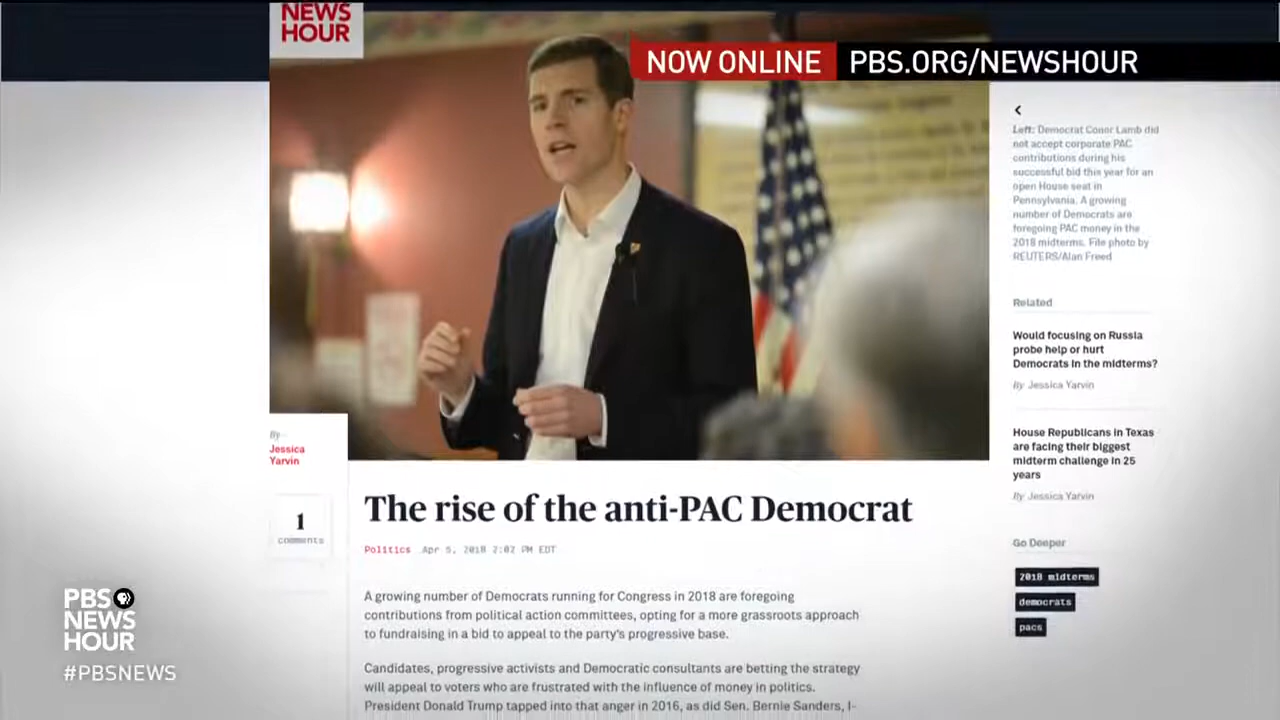 NEWS
HOUR
NOW ONLINE
PBS.ORG/NEWSHOUR
Left: Democrat Conor Lamb did
not accept corporate PAC
contributions during his
successful bid this year for an
open House seat in
Pennsylvania. A growing
number of Democrats are
foregoing PAC money in the
2018 midterms. File photo by
REUTERS/Alan Freed
Related
Would focusing on Russia
probe help or hurt
Democrats in the midterms?
By Jessica Yarvin
House Republicans in Texas
are facing their biggest
midterm challenge in 25
years
By Jessica Yarvin
Go Deeper
2018 midterms
democrats
pacs
By
Jessica
Yarvin
1
comments
The rise of the anti-PAC Democrat
Politics Apr 5, 2018 2:02 PM EDT
A growing number of Democrats running for Congress in 2018 are foregoing
contributions from political action committees, opting for a more grassroots approach
to fundraising in a bid to appeal to the party's progressive base.
Candidates, progressive activists and Democratic consultants are betting the strategy
will appeal to voters who are frustrated with the influence of money in politics.
President Donald Trump tapped into that anger in 2016, as did Sen. Bernie Sanders, I-
PBS
NEWS
HOUR
#PBSNEWS